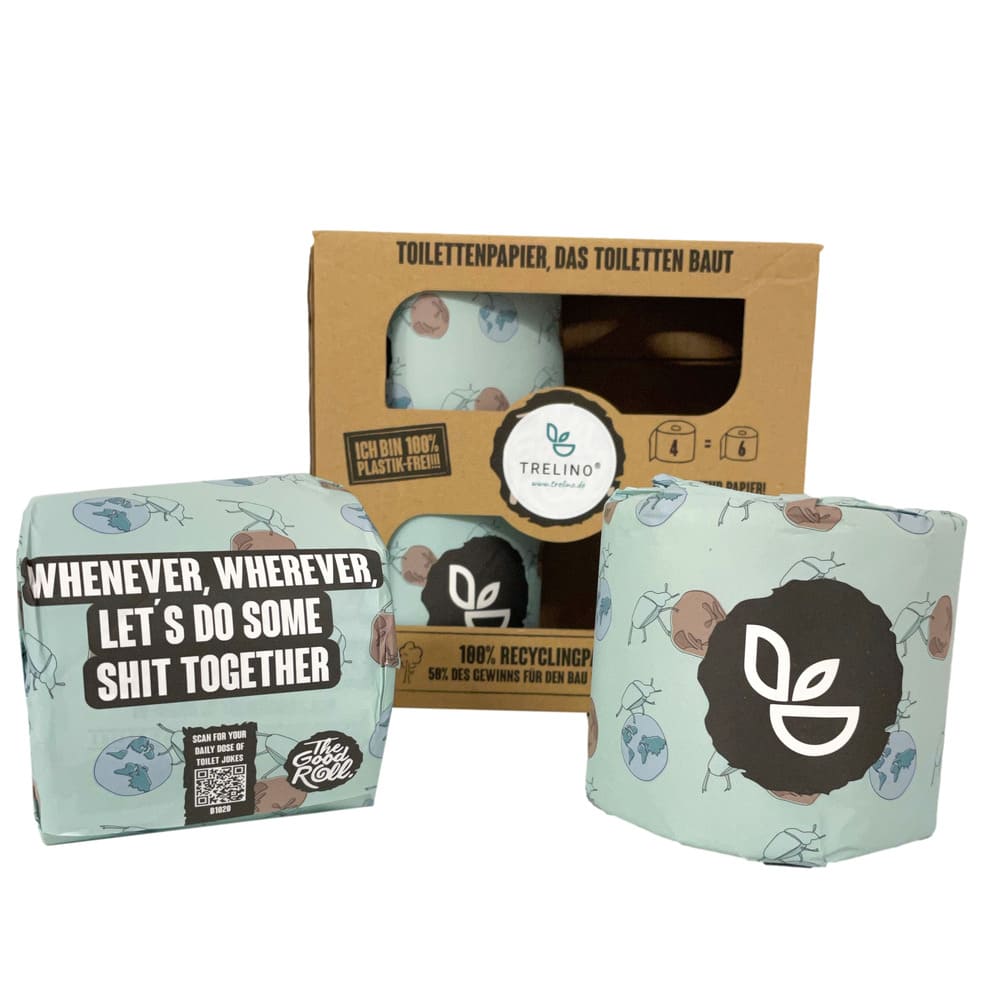 TOILETTENPAPIER, DAS TOILETTEN BAUT
ICH BIN 100%
PLASTIK-FREI!!!
4 = 6
TRELINO®
www.trelino.de
PAPIER!
100%
50% DES GEWINNS FÜR DEN BAU
WHENEVER, WHEREVER,
LET´S DO SOME
SHIT TOGETHER
SCAN FOR YOUR
DAILY DOSE OF
TOILET JOKES
D1020
The
Good
Roll.